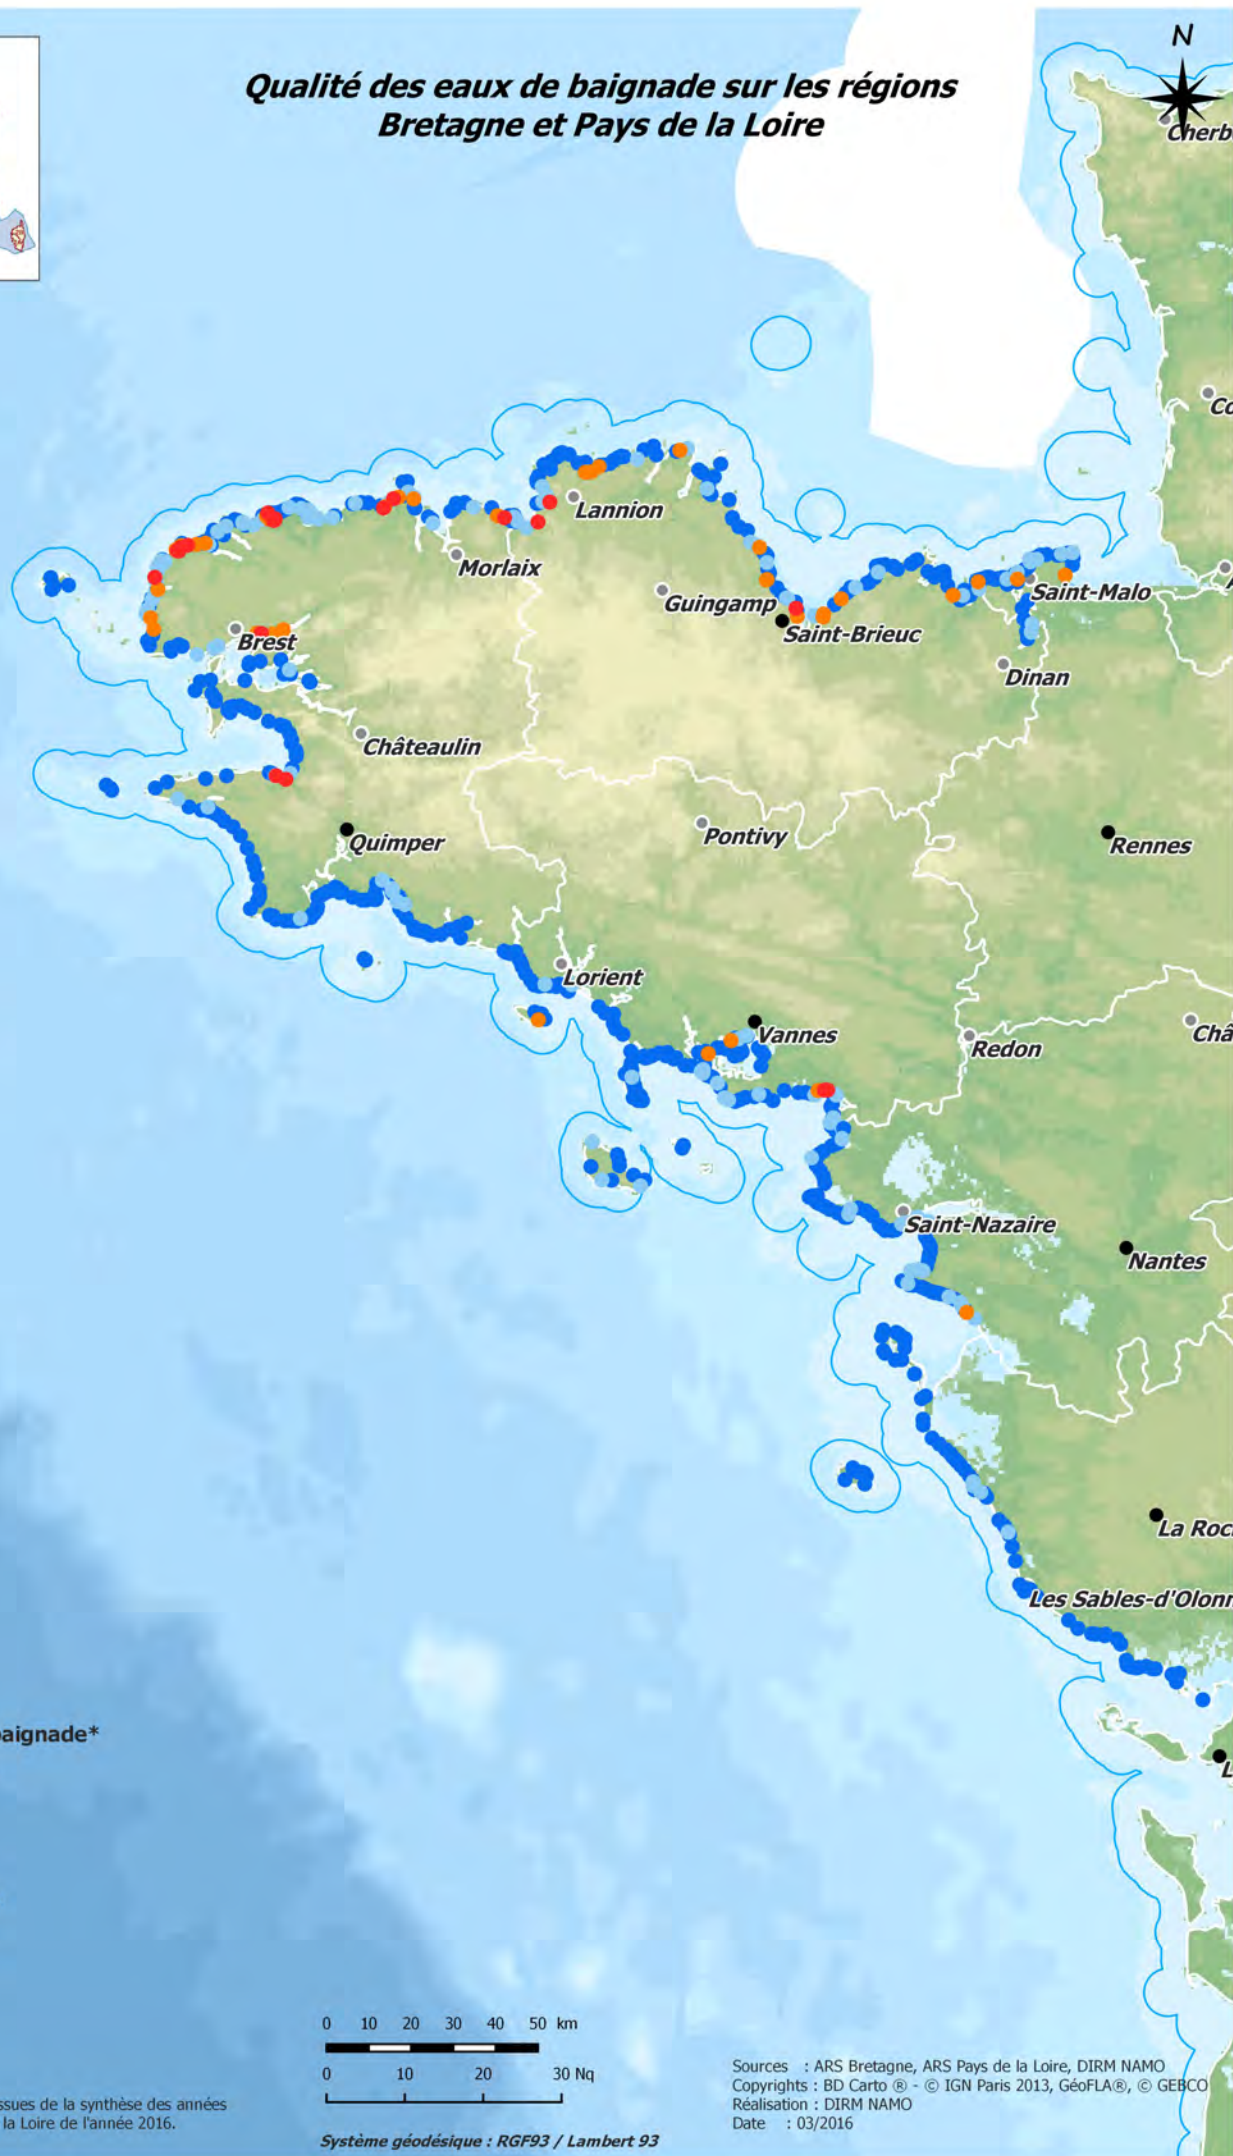 Qualité des eaux de baignade sur les régions
Bretagne et Pays de la Loire
N
Lannion
Morlaix
Guingamp
Saint-Malo
Saint-Brieuc
Brest
Dinan
Châteaulin
Quimper
Pontivy
Rennes
Lorient
Vannes
Redon
Saint-Nazaire
Nantes
La Roc
Les Sables-d'Olonn
aignade*
0 10 20 30 40 50 km
0 10 20 30 Nq
ssues de la synthèse des années
la Loire de l'année 2016.
Système géodésique : RGF93 / Lambert 93
Sources : ARS Bretagne, ARS Pays de la Loire, DIRM NAMO
Copyrights : BD Carto ® - © IGN Paris 2013, GéoFLA®, © GEBCO
Réalisation : DIRM NAMO
Date : 03/2016